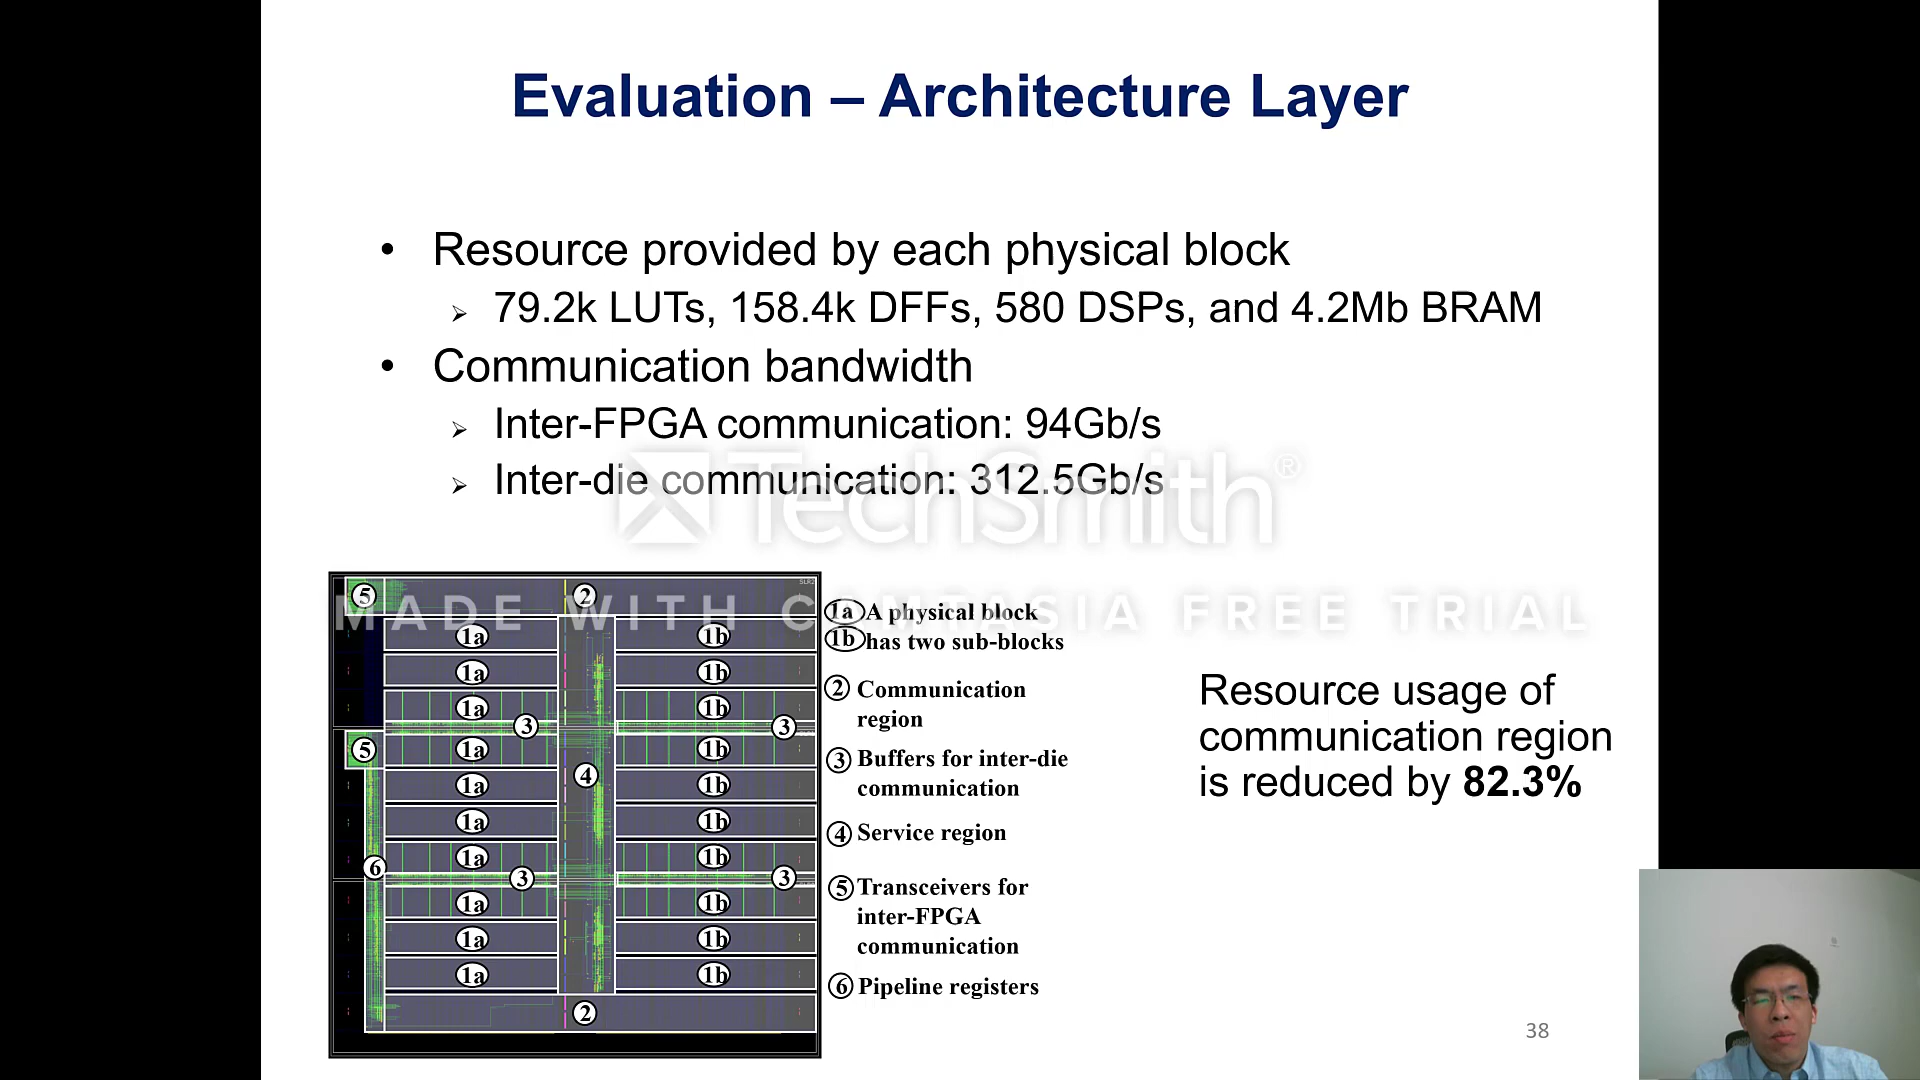 Evaluation – Architecture Layer
• Resource provided by each physical block
➢ 79.2k LUTs, 158.4k DFFs, 580 DSPs, and 4.2Mb BRAM
• Communication bandwidth
➢ Inter-FPGA communication: 94Gb/s
➢ Inter-die communication: 312.5Gb/s
TechSmith®
MADE WITH CAMTASIA FREE TRIAL
5 2
1a 1b
1a 1b
1a 1b
3 3
5 1a 1b
4
1a 1b
1a 1b
1a 1b
6
3 3
1a 1b
1a 1b
1a 1b
2
1a A physical block
1b has two sub-blocks
2 Communication
region
3 Buffers for inter-die
communication
4 Service region
5 Transceivers for
inter-FPGA
communication
6 Pipeline registers
Resource usage of
communication region
is reduced by 82.3%
38